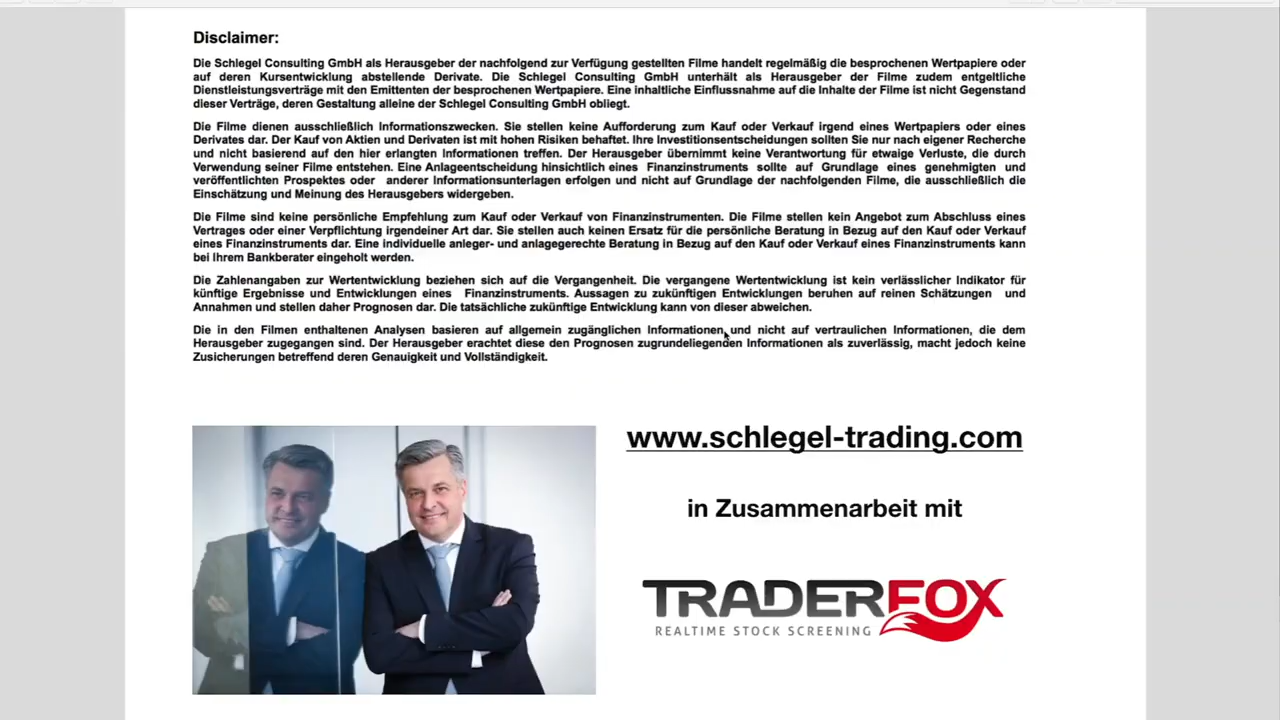 Disclaimer:
Die Schlegel Consulting GmbH als Herausgeber der nachfolgend zur Verfügung gestellten Filme handelt regelmäßig die besprochenen Wertpapiere oder
auf deren Kursentwicklung abstellende Derivate. Die Schlegel Consulting GmbH unterhält als Herausgeber der Filme zudem entgeltliche
Dienstleistungsverträge mit den Emittenten der besprochenen Wertpapiere. Eine inhaltliche Einflussnahme auf die Inhalte der Filme ist nicht Gegenstand
dieser Verträge, deren Gestaltung alleine der Schlegel Consulting GmbH obliegt.
Die Filme dienen ausschließlich Informationszwecken. Sie stellen keine Aufforderung zum Kauf oder Verkauf irgend eines Wertpapiers oder eines
Derivates dar. Der Kauf von Aktien und Derivaten ist mit hohen Risiken behaftet. Ihre Investitionsentscheidungen sollten Sie nur nach eigener Recherche
und nicht basierend auf den hier erlangten Informationen treffen. Der Herausgeber übernimmt keine Verantwortung für etwaige Verluste, die durch
Verwendung seiner Filme entstehen. Eine Anlageentscheidung hinsichtlich eines Finanzinstruments sollte auf Grundlage eines genehmigten und
veröffentlichten Prospektes oder anderer Informationsunterlagen erfolgen und nicht auf Grundlage der nachfolgenden Filme, die ausschließlich die
Einschätzung und Meinung des Herausgebers widergeben.
Die Filme sind keine persönliche Empfehlung zum Kauf oder Verkauf von Finanzinstrumenten. Die Filme stellen kein Angebot zum Abschluss eines
Vertrages oder einer Verpflichtung irgendeiner Art dar. Sie stellen auch keinen Ersatz für die persönliche Beratung in Bezug auf den Kauf oder Verkauf
eines Finanzinstruments dar. Eine individuelle anleger- und anlagegerechte Beratung in Bezug auf den Kauf oder Verkauf eines Finanzinstruments kann
bei Ihrem Bankberater eingeholt werden.
Die Zahlenangaben zur Wertentwicklung beziehen sich auf die Vergangenheit. Die vergangene Wertentwicklung ist kein verlässlicher Indikator für
künftige Ergebnisse und Entwicklungen eines Finanzinstruments. Aussagen zu zukünftigen Entwicklungen beruhen auf reinen Schätzungen und
Annahmen und stellen daher Prognosen dar. Die tatsächliche zukünftige Entwicklung kann von dieser abweichen.
Die in den Filmen enthaltenen Analysen basieren auf allgemein zugänglichen Informationen und nicht auf vertraulichen Informationen, die dem
Herausgeber zugegangen sind. Der Herausgeber erachtet diese den Prognosen zugrundeliegenden Informationen als zuverlässig, macht jedoch keine
Zusicherungen betreffend deren Genauigkeit und Vollständigkeit.
www.schlegel-trading.com
in Zusammenarbeit mit
TRADERFOX
REALTIME STOCK SCREENING